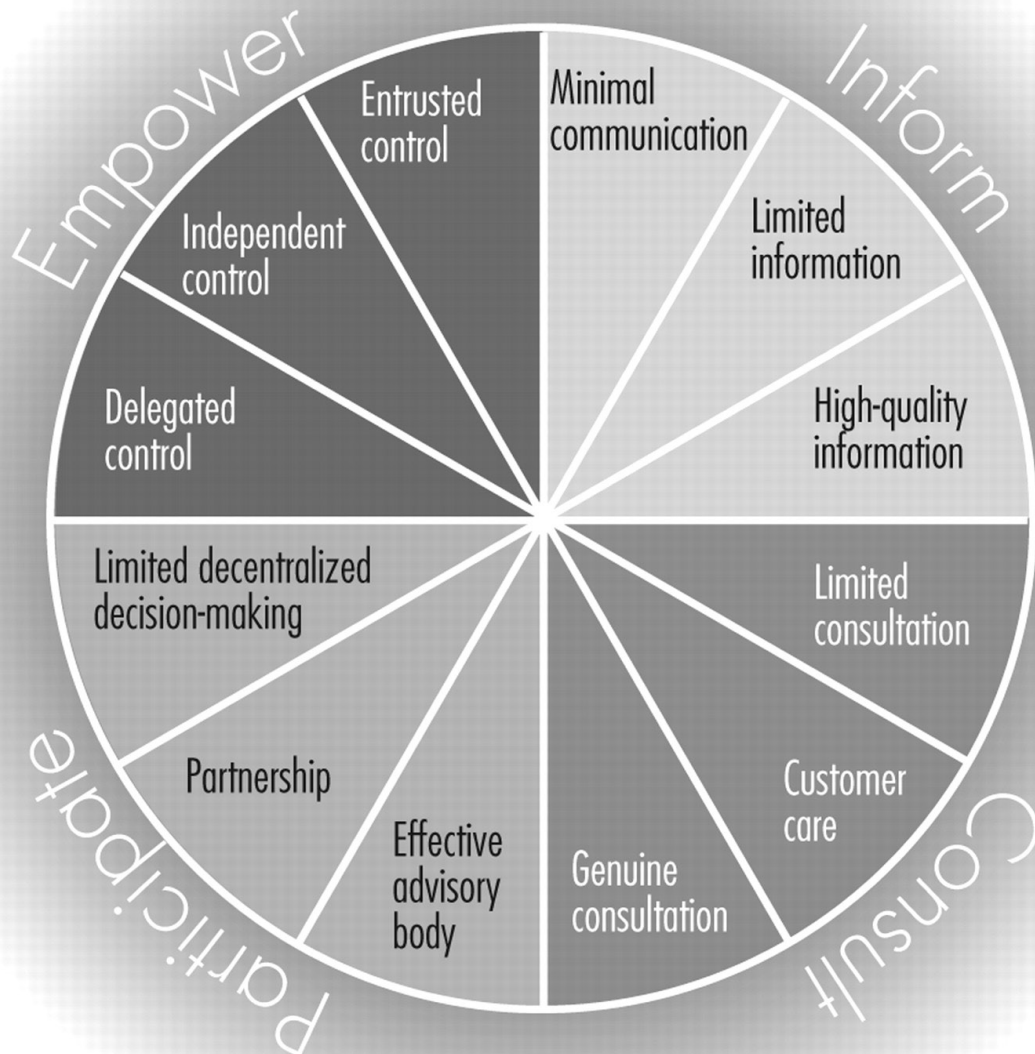 Inform
Minimal
communication
Limited
information
High-quality
information
Consult
Limited
consultation
Customer
care
Genuine
consultation
Participate
Effective
advisory
body
Partnership
Limited decentralized
decision-making
Empower
Delegated
control
Independent
control
Entrusted
control